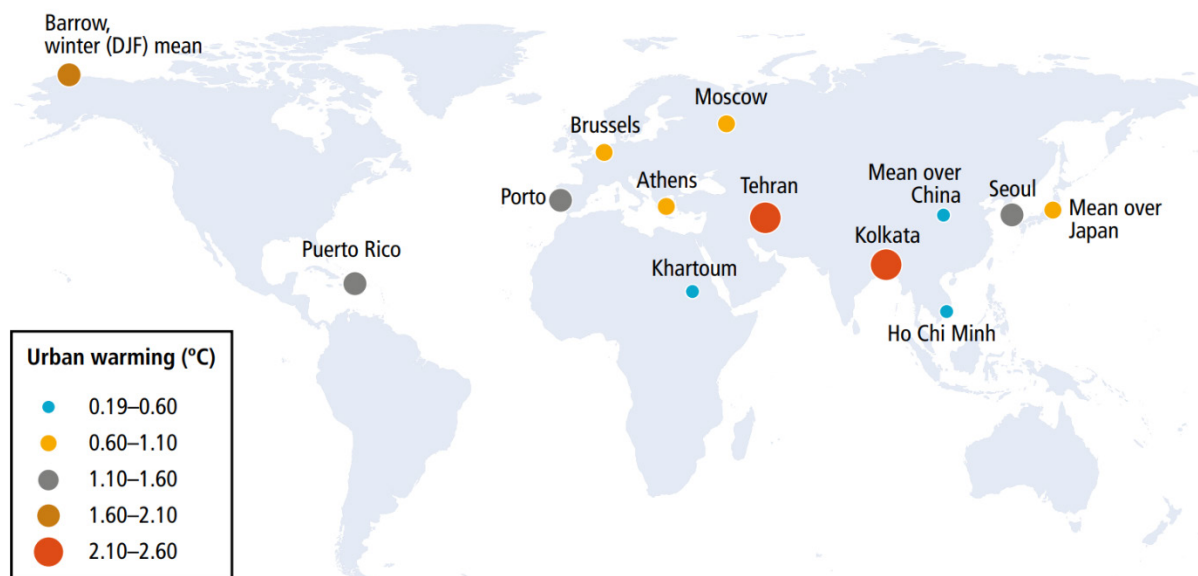 Barrow,
winter (DJF) mean
Moscow
Brussels
Athens
Tehran
Mean over
China
Seoul
Porto
Mean over
Japan
Kolkata
Puerto Rico
Khartoum
Ho Chi Minh
Urban warming (ºC)
0.19–0.60
0.60–1.10
1.10–1.60
1.60–2.10
2.10–2.60